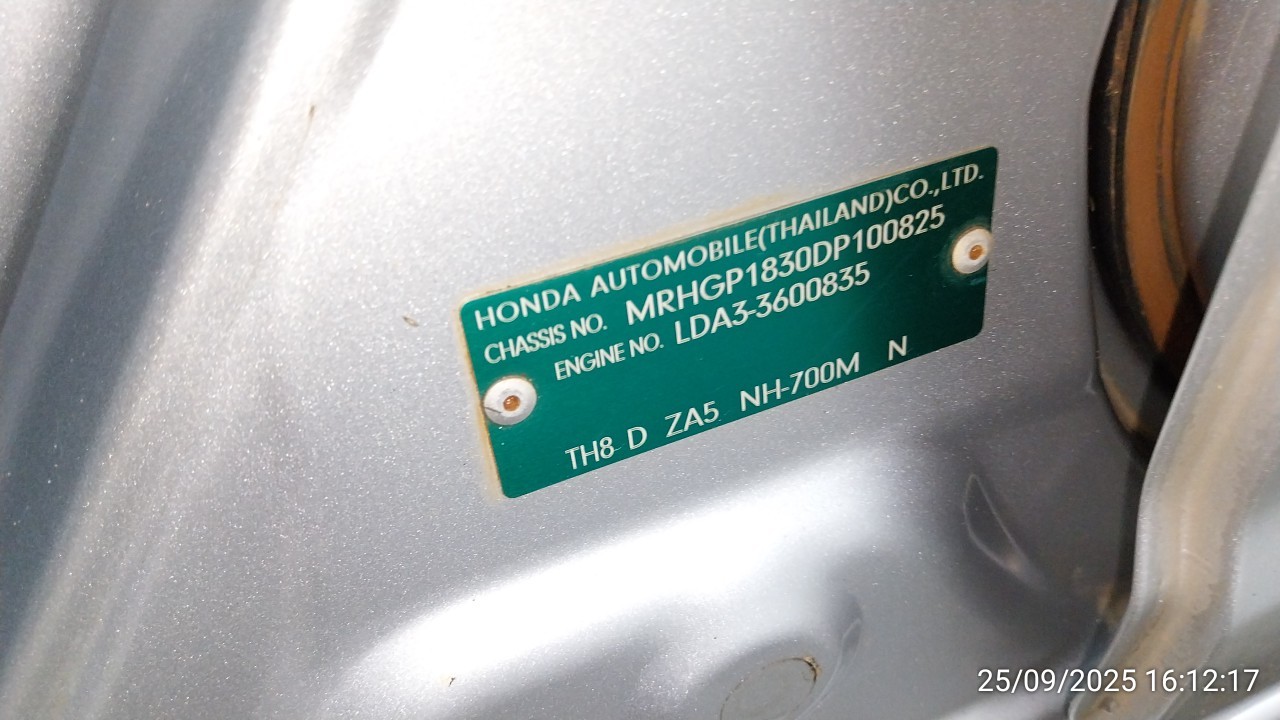 HONDA AUTOMOBILE(THAILAND)CO.,LTD.
CHASSIS NO. MRHGP1830DP100825
ENGINE NO. LDA3-3600835
TH8 D ZA5 NH-700M N
25/09/2025 16:12:17